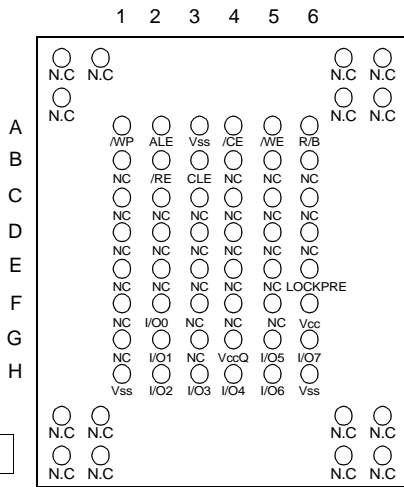 1 2 3 4 5 6
N.C N.C N.C N.C
N.C N.C N.C
A
/WP ALE Vss /CE /WE R/B
B
NC /RE CLE NC NC NC
C
NC NC NC NC NC NC
D
NC NC NC NC NC NC
E
NC NC NC NC NC LOCKPRE
F
NC I/O0 NC NC NC Vcc
G
NC I/O1 NC VccQ I/O5 I/O7
H
Vss I/O2 I/O3 I/O4 I/O6 Vss
N.C N.C N.C N.C
N.C N.C N.C N.C